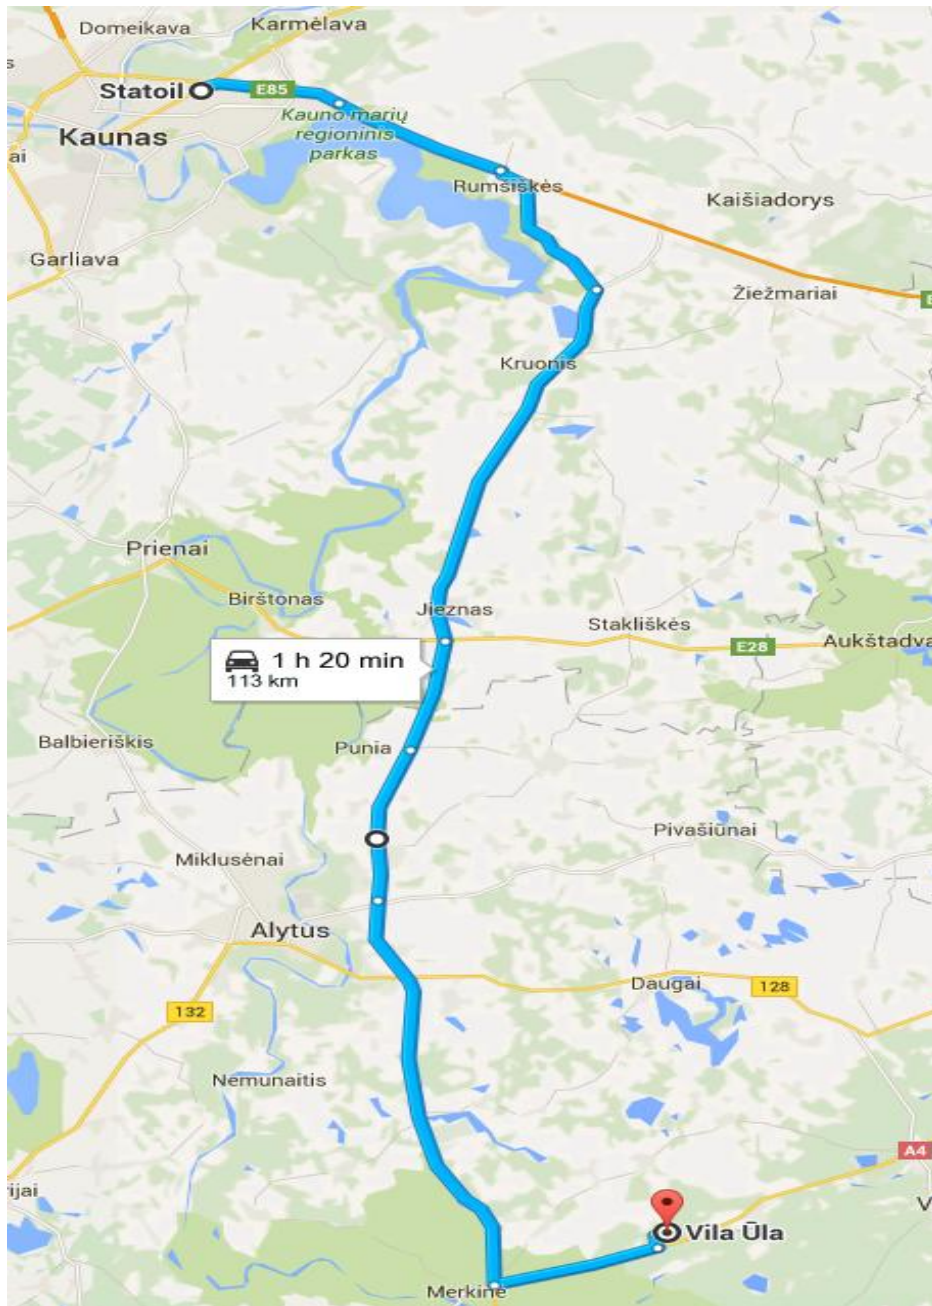 Domeikava
Karmėlava
Statoil
E85
Kaunas
Kauno marių
regioninis
parkas
ai
Rumšiškės
Kaišiadorys
Garliava
Žiežmariai
Kruonis
Prienai
Birštonas
Jieznas
Stakliškės
E28
Aukštadva
1 h 20 min
113 km
Balbieriškis
Punia
Pivašiūnai
Miklusėnai
Alytus
Daugai
128
132
Nemunaitis
A4
rijai
V
Vila Ūla
Merkinė